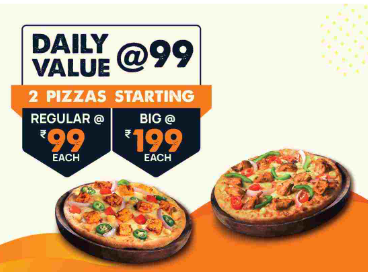 DAILY
VALUE @99
2 PIZZAS STARTING
REGULAR @
₹99
EACH
BIG @
₹199
EACH